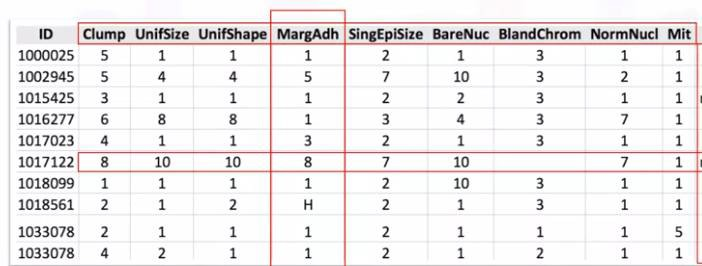 ID Clump UnifSize UnifShape MargAdh SingEpiSize BareNuc BlandChrom NormNucl Mit
1000025 5 1 1 1 2 1 3 1 1
1002945 5 4 4 5 7 10 3 2 1
1015425 3 1 1 1 2 2 3 1 1
1016277 6 8 8 1 3 4 3 7 1
1017023 4 1 1 3 2 1 3 1 1
1017122 8 10 10 8 7 10 7 1
1018099 1 1 1 1 2 10 3 1 1
1018561 2 1 2 H 2 1 3 1 1
1033078 2 1 1 1 2 1 1 1 5
1033078 4 2 1 1 2 1 2 1 1